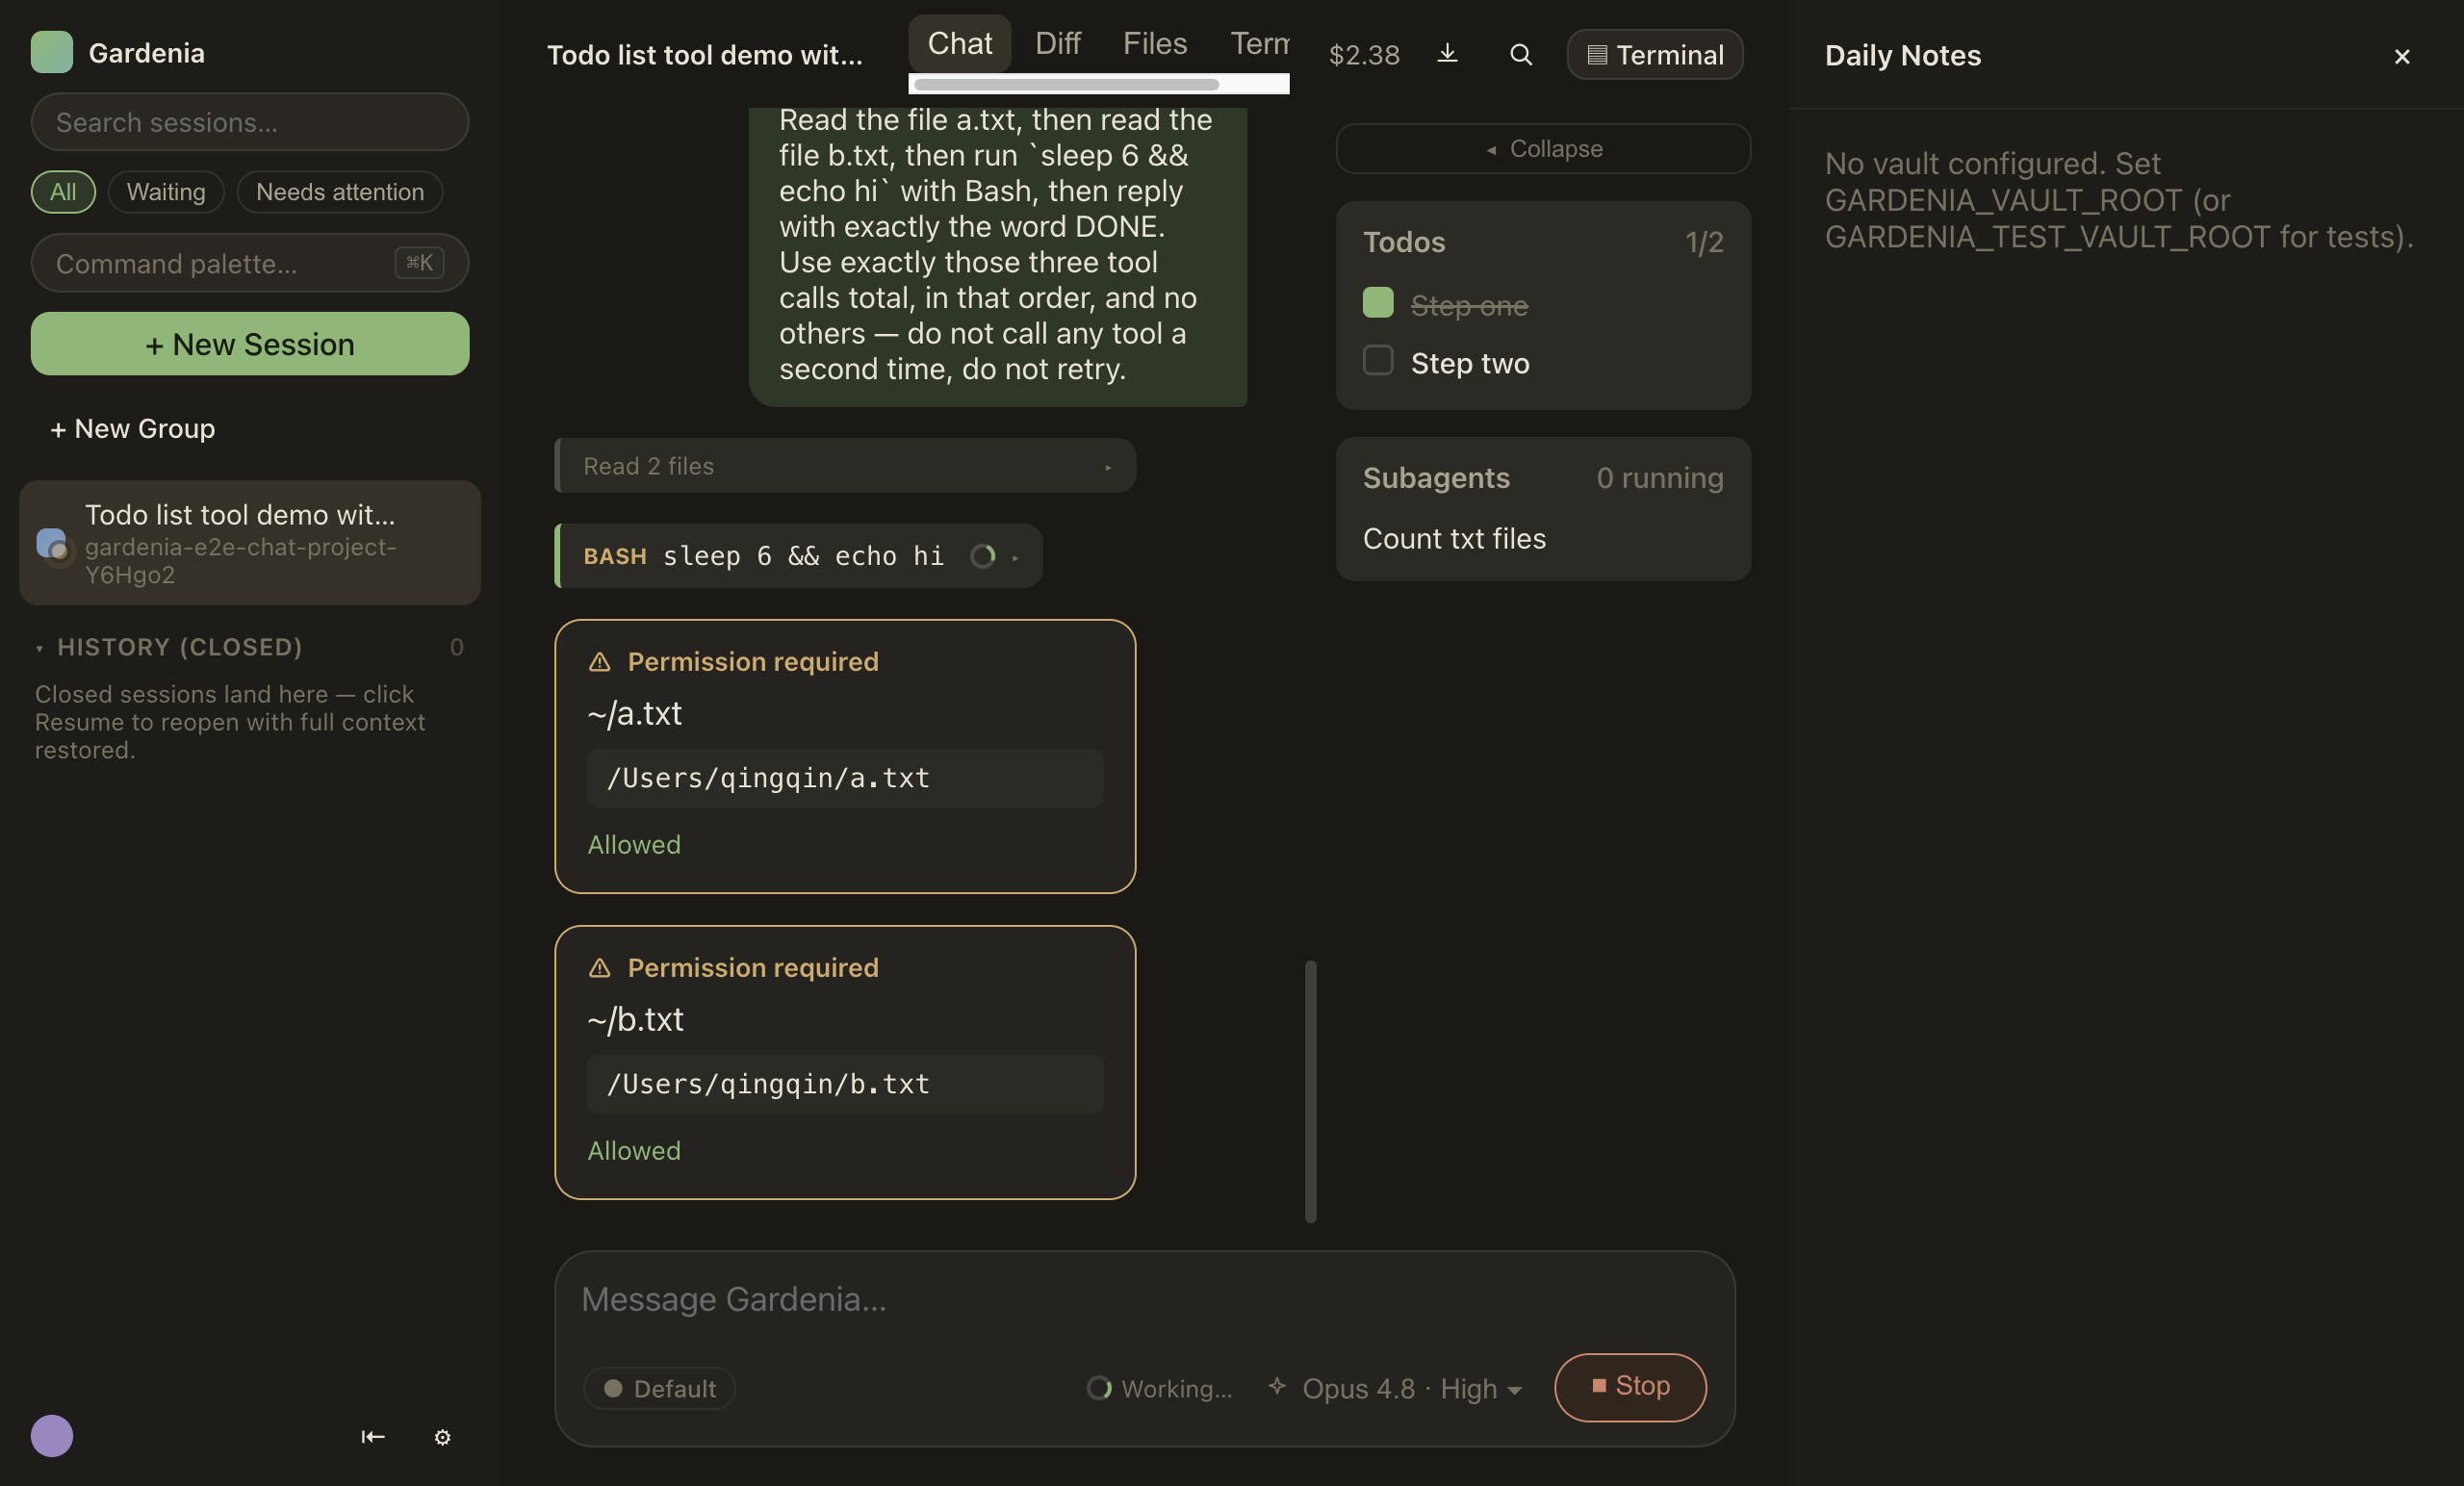 Gardenia
Search sessions...
All
Waiting
Needs attention
Command palette...
⌘K
+ New Session
+ New Group
Todo list tool demo wit...
gardenia-e2e-chat-project-
Y6Hgo2
HISTORY (CLOSED)
0
Closed sessions land here — click
Resume to reopen with full context
restored.
Todo list tool demo wit...
Chat
Diff
Files
Term
$2.38
Terminal
Read the file a.txt, then read the
file b.txt, then run `sleep 6 &&
echo hi` with Bash, then reply
with exactly the word DONE.
Use exactly those three tool
calls total, in that order, and no
others — do not call any tool a
second time, do not retry.
Read 2 files
BASH sleep 6 && echo hi
Permission required
~/a.txt
/Users/qingqin/a.txt
Allowed
Permission required
~/b.txt
/Users/qingqin/b.txt
Allowed
Message Gardenia...
Default
Working...
Opus 4.8 · High
Stop
Collapse
Todos
1/2
Step one
Step two
Subagents
0 running
Count txt files
Daily Notes
No vault configured. Set
GARDENIA_VAULT_ROOT (or
GARDENIA_TEST_VAULT_ROOT for tests).